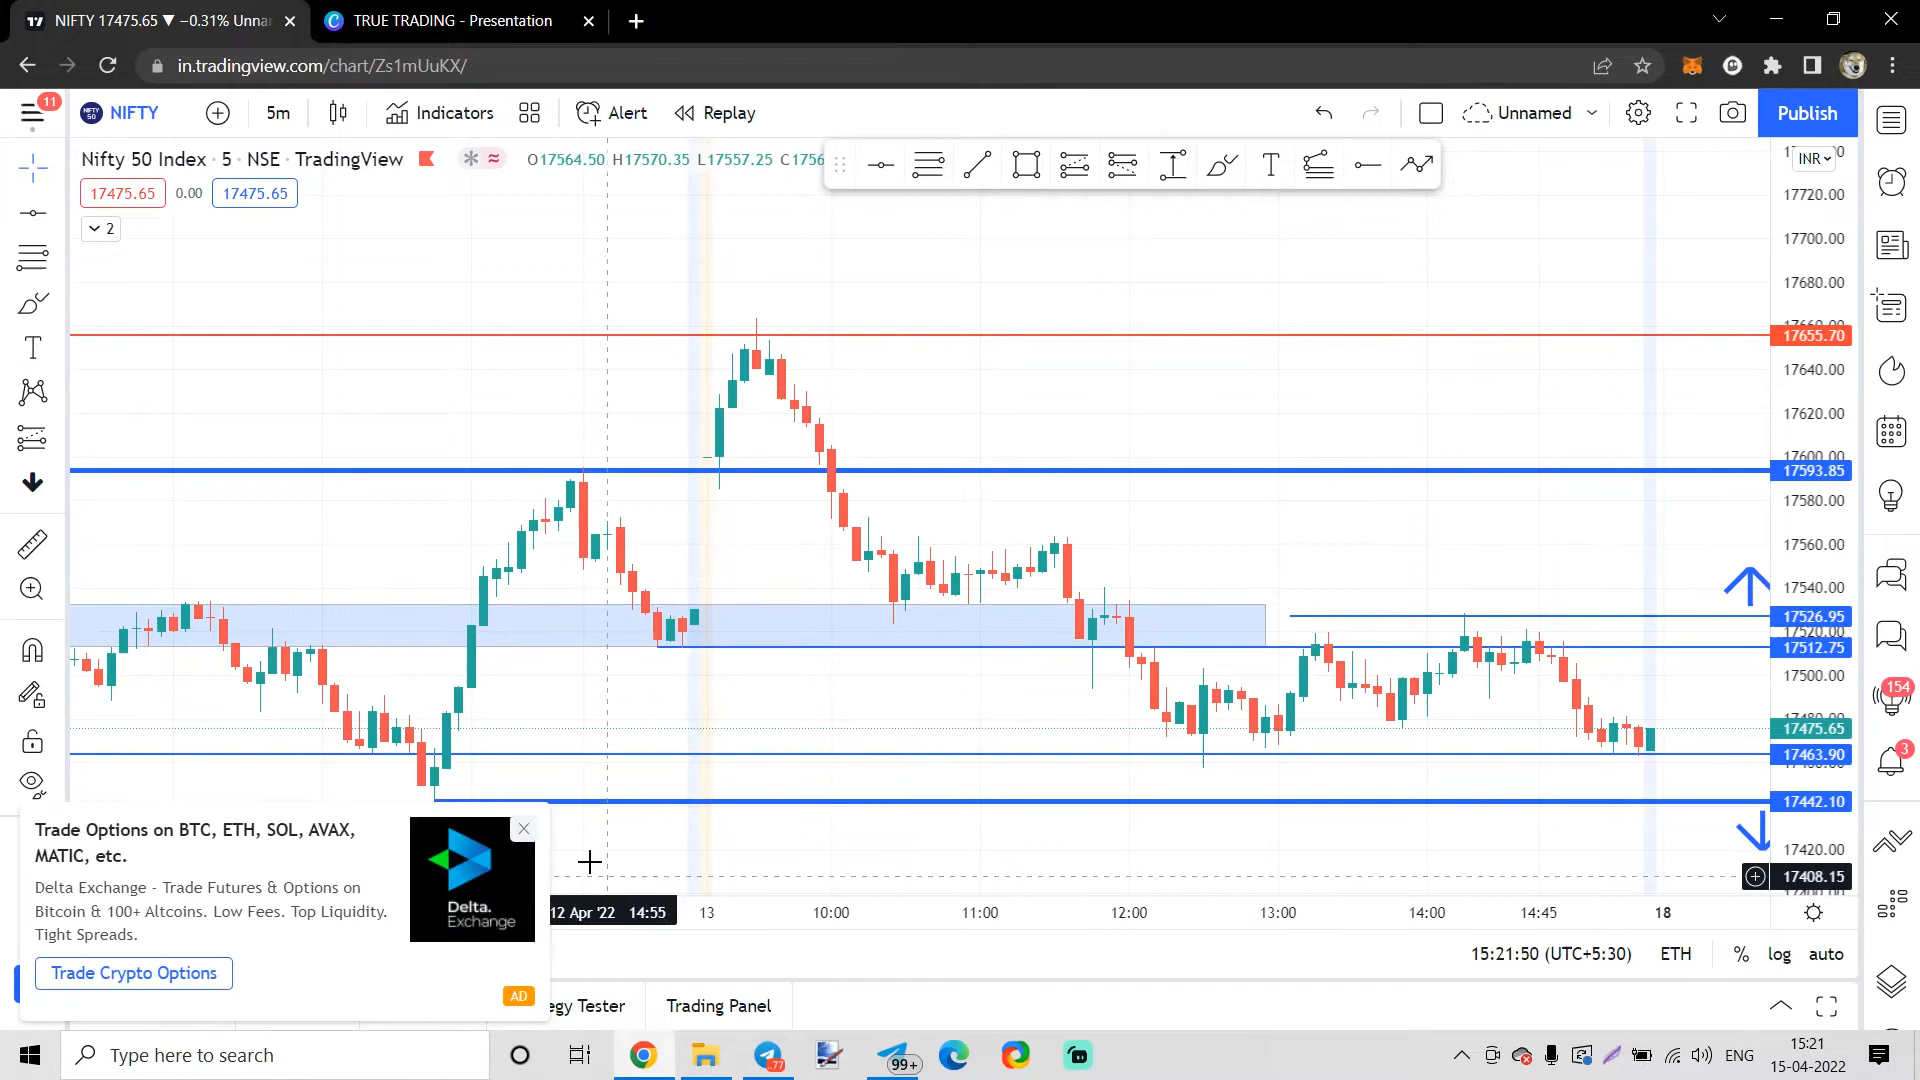 NIFTY 17475.65 ▼ −0.31% Unnar
TRUE TRADING - Presentation
in.tradingview.com/chart/Zs1mUuKX/
11
NIFTY
5m
Indicators
Alert
Replay
Unnamed
Publish
Nifty 50 Index · 5 · NSE · TradingView
O17564.50 H17570.35 L17557.25 C1756
INR
17475.65
0.00
17475.65
2
17720.00
17700.00
17680.00
17655.70
17640.00
17620.00
17600.00
17593.85
17580.00
17560.00
17540.00
17526.95
17520.00
17512.75
17500.00
17475.65
17463.90
17442.10
17420.00
17408.15
154
3
Trade Options on BTC, ETH, SOL, AVAX,
MATIC, etc.
Delta Exchange - Trade Futures & Options on
Bitcoin & 100+ Altcoins. Low Fees. Top Liquidity.
Tight Spreads.
Trade Crypto Options
Delta.
Exchange
AD
12 Apr '22 14:55
13
10:00
11:00
12:00
13:00
14:00
14:45
18
15:21:50 (UTC+5:30)
ETH
%
log
auto
egy Tester
Trading Panel
Type here to search
77
99+
ENG
15:21
15-04-2022